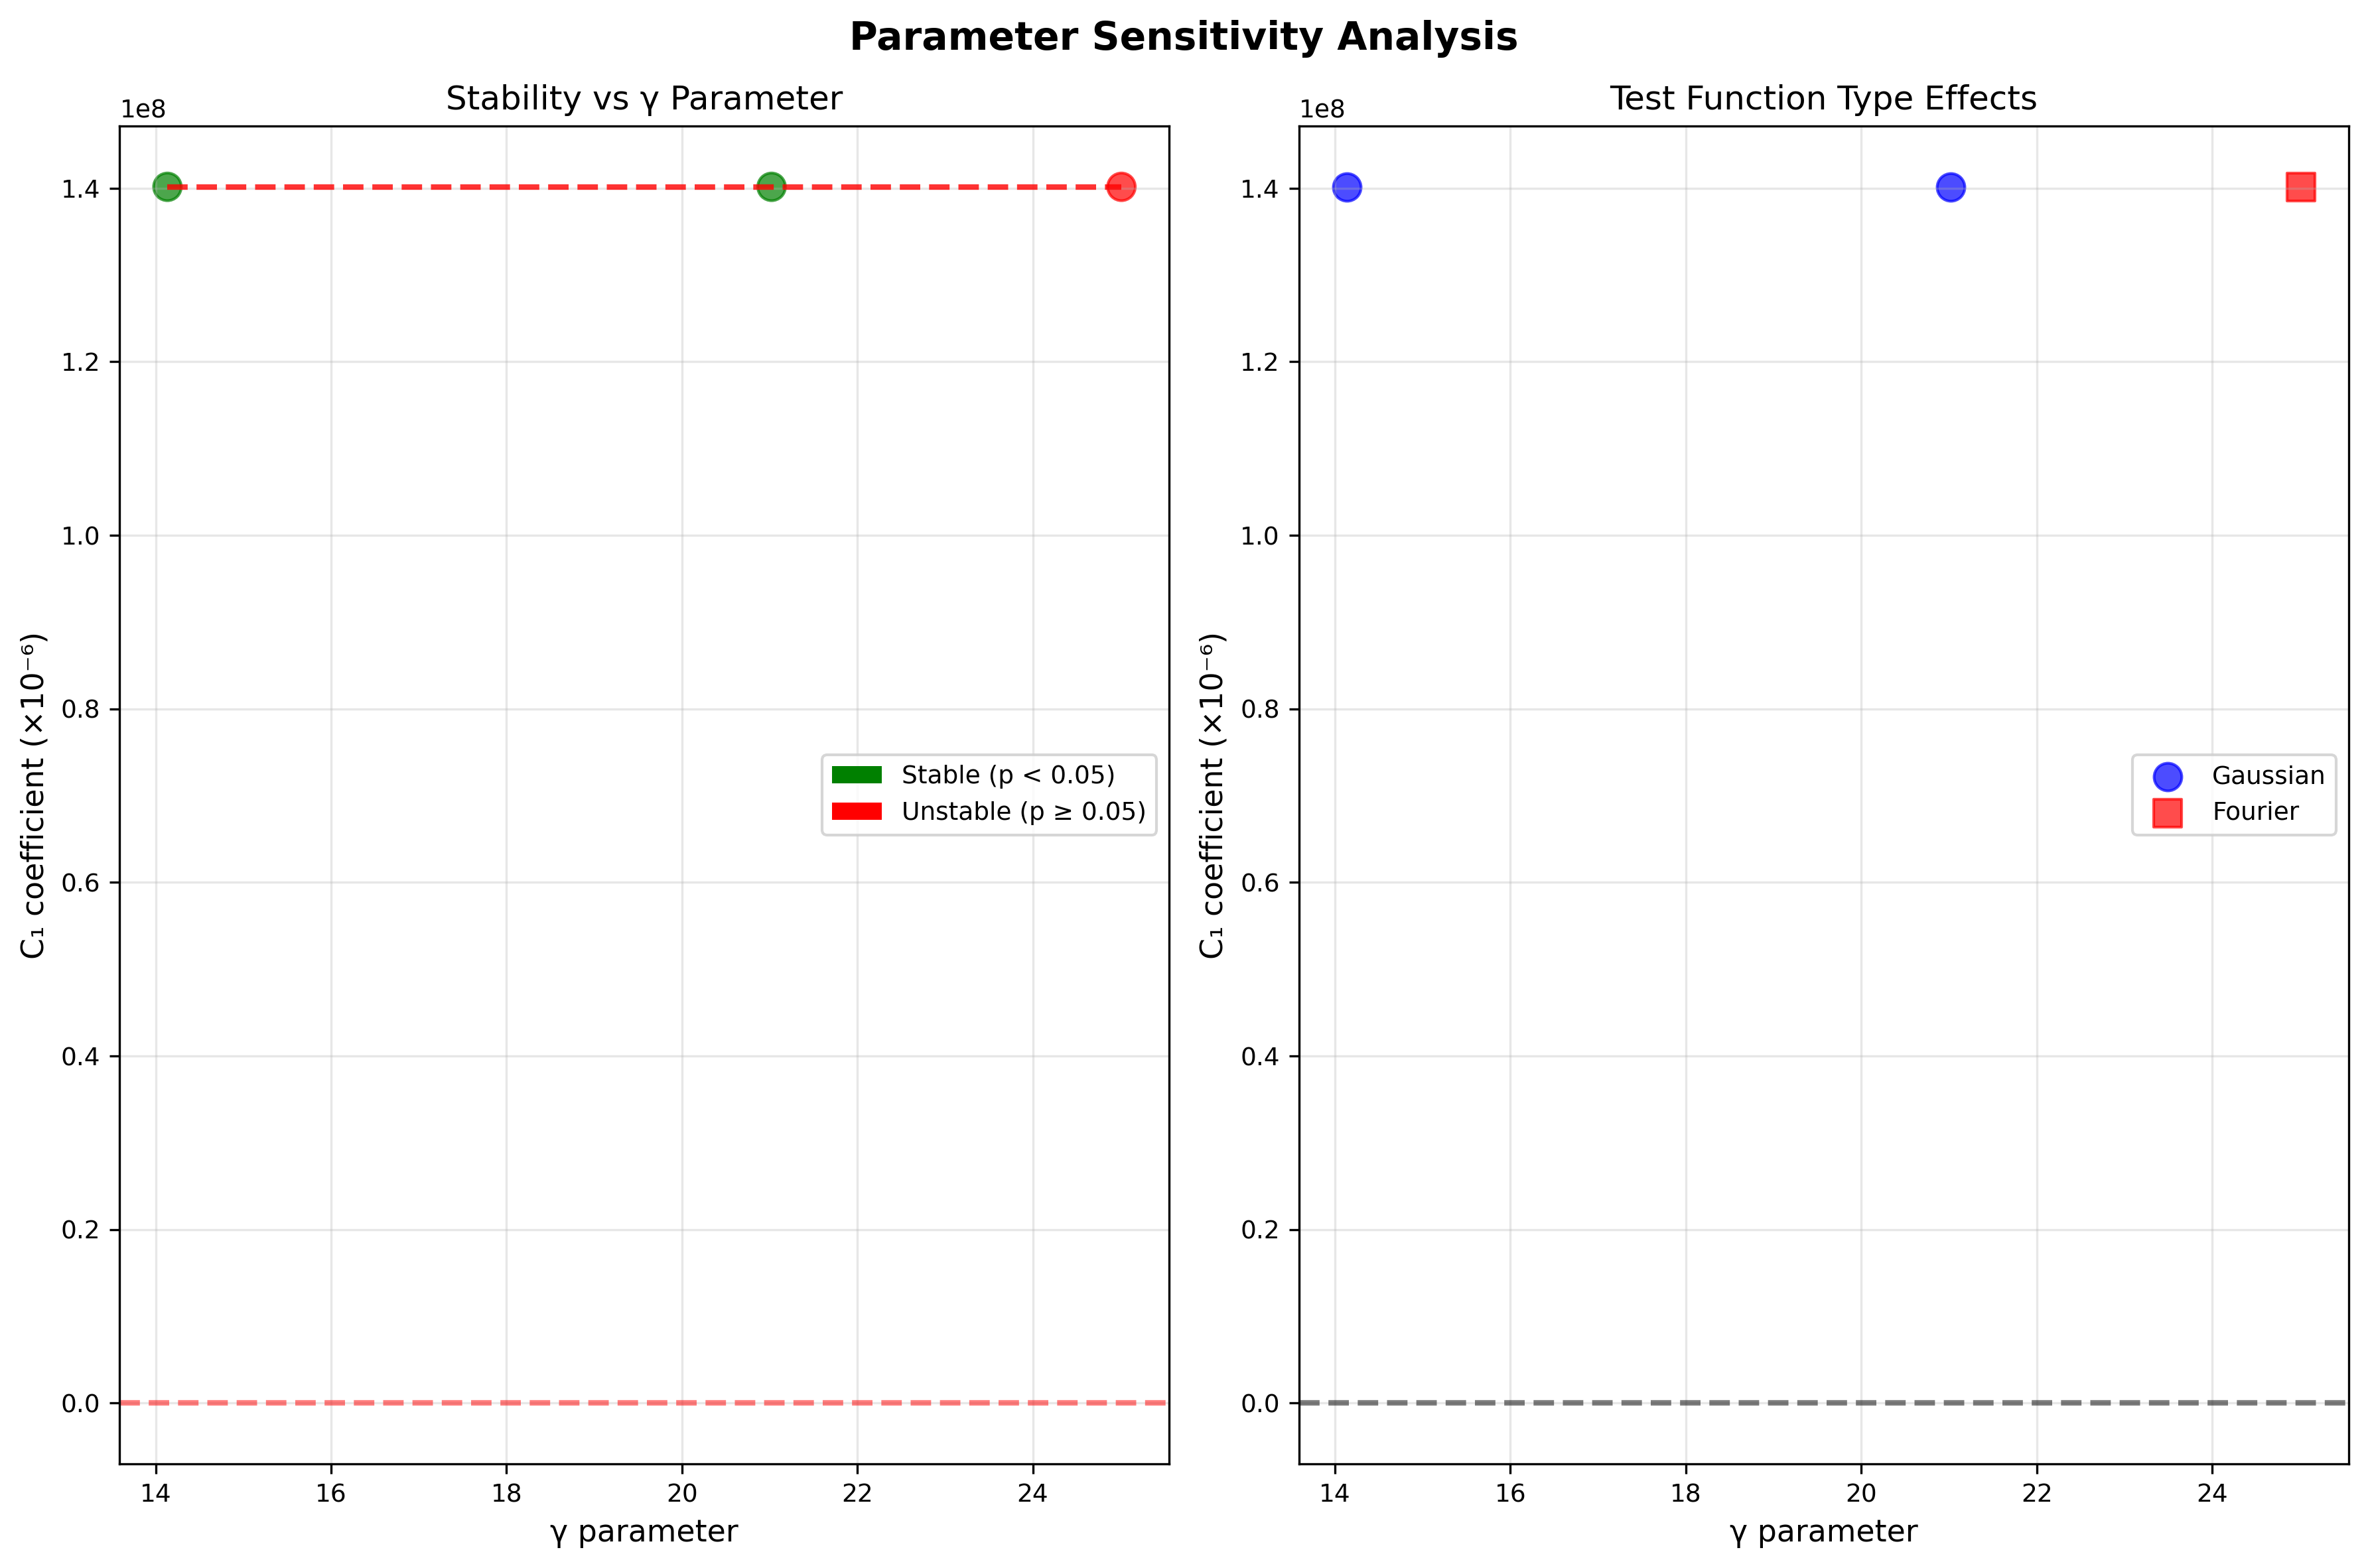 Parameter Sensitivity Analysis
Stability vs γ Parameter
1e8
1.4
1.2
1.0
0.8
0.6
0.4
0.2
0.0
C₁ coefficient (×10⁻⁶)
Stable (p < 0.05)
Unstable (p ≥ 0.05)
14 16 18 20 22 24
γ parameter
Test Function Type Effects
1e8
1.4
1.2
1.0
0.8
0.6
0.4
0.2
0.0
C₁ coefficient (×10⁻⁶)
Gaussian
Fourier
14 16 18 20 22 24
γ parameter